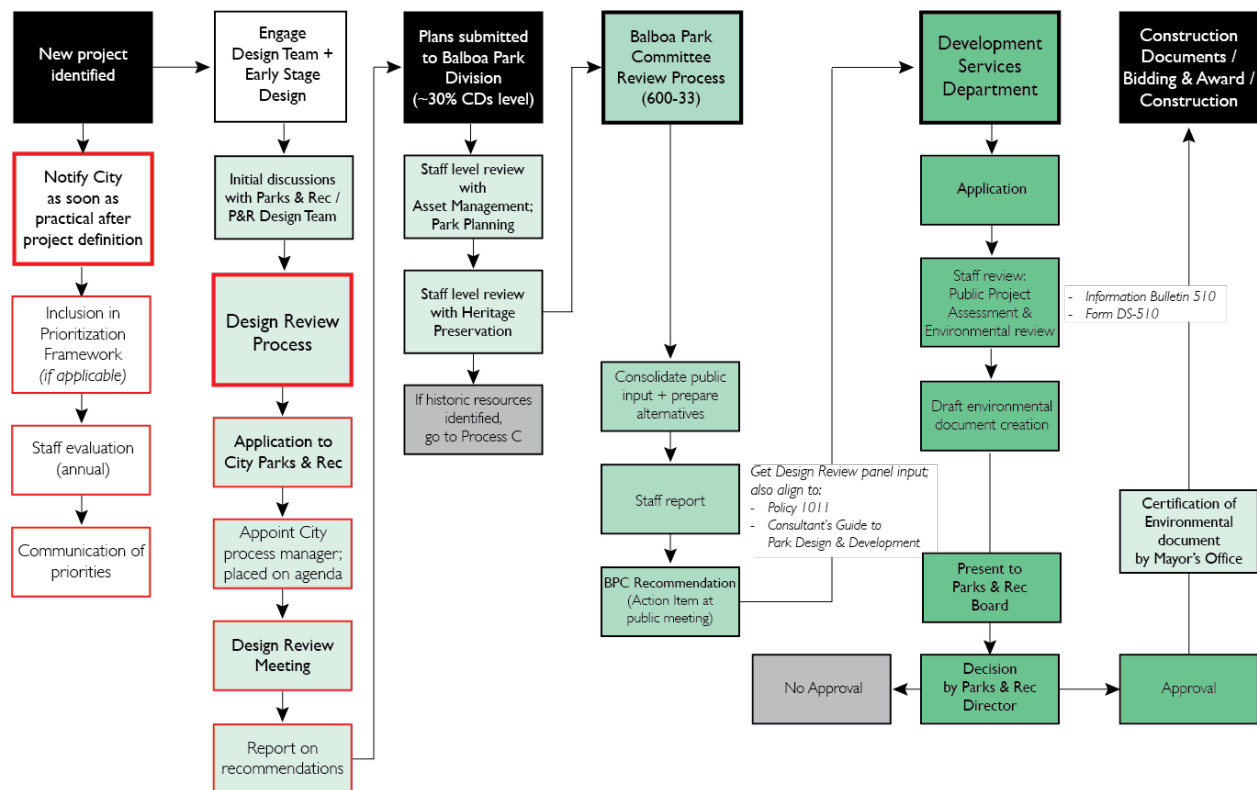 New project
identified
Notify City
as soon as
practical after
project definition
Inclusion in
Prioritization
Framework
(if applicable)
Staff evaluation
(annual)
Communication of
priorities
Engage
Design Team +
Early Stage
Design
Initial discussions
with Parks & Rec /
P&R Design Team
Design Review
Process
Application to
City Parks & Rec
Appoint City
process manager;
placed on agenda
Design Review
Meeting
Report on
recommendations
Plans submitted
to Balboa Park
Division
(~30% CDs level)
Staff level review
with
Asset Management;
Park Planning
Staff level review
with Heritage
Preservation
If historic resources
identified,
go to Process C
Balboa Park
Committee
Review Process
(600-33)
Consolidate public
input + prepare
alternatives
Staff report
BPC Recommendation
(Action Item at
public meeting)
Get Design Review panel input;
also align to:
- Policy 1011
- Consultant's Guide to
Park Design & Development
Development
Services
Department
Application
Staff review:
Public Project
Assessment &
Environmental review
- Information Bulletin 510
- Form DS-510
Draft environmental
document creation
Present to
Parks & Rec
Board
Decision
by Parks & Rec
Director
No Approval
Approval
Certification of
Environmental
document
by Mayor's Office
Construction
Documents /
Bidding & Award /
Construction